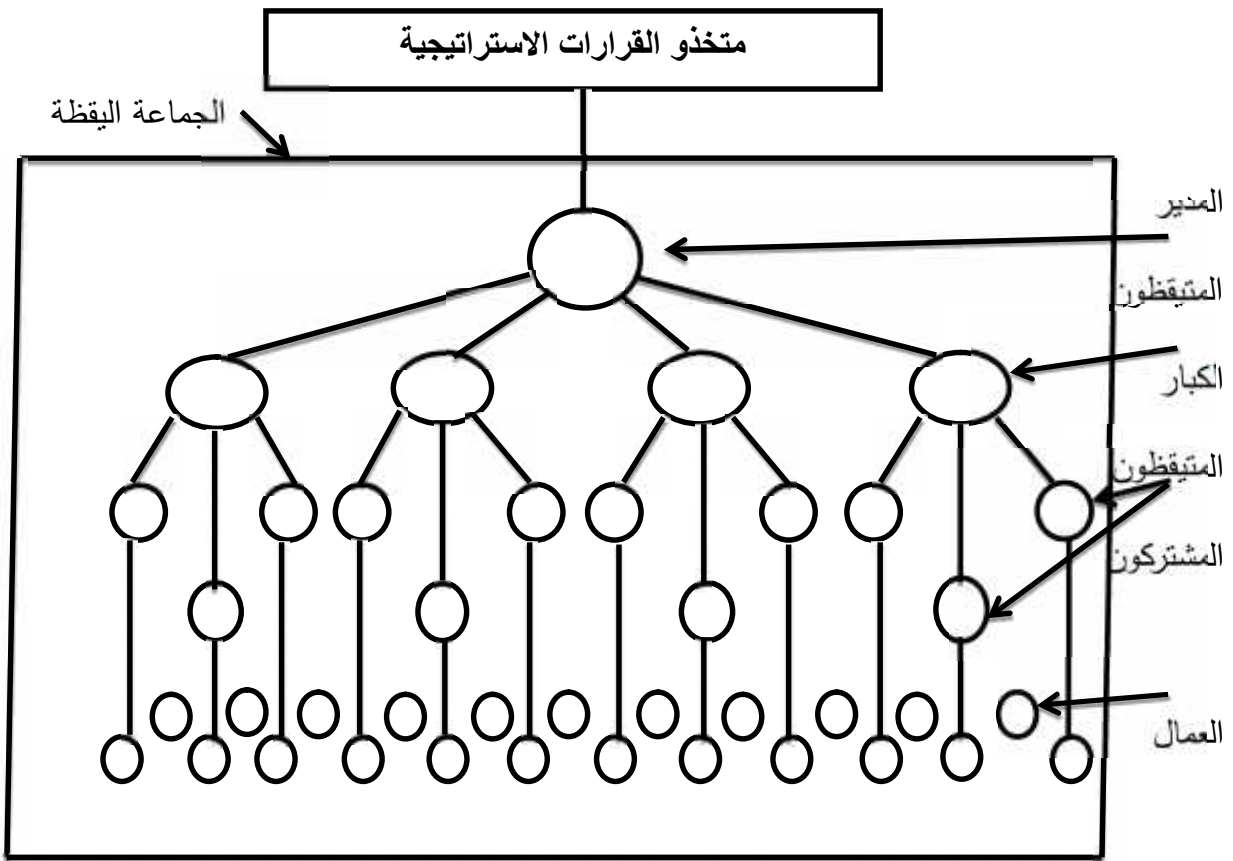 متخذو القرارات الاستراتيجية
الجماعة اليقظة
المدير
المتيقظون
الكبار
المتيقظون
المشتركون
العمال